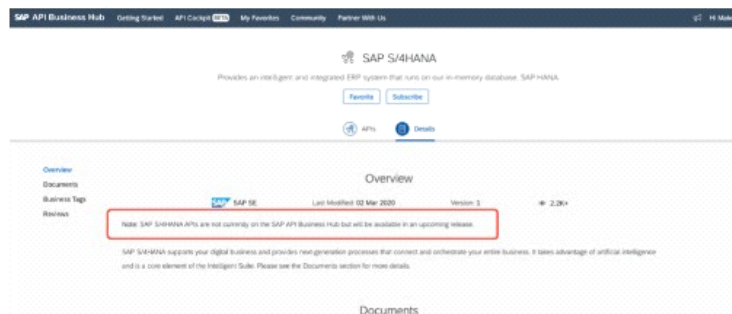 SAP API Business Hub Getting Started API Cockpit BETA My Favorites Community Partner With Us Hi
SAP S/4HANA
Provides an intelligent and integrated ERP system that runs on our in-memory database, SAP HANA.
Favorite Subscribe
APIs Details
Overview
Documents
Business Tags
Reviews
Overview
SAP SAP SE Last Modified 02 Mar 2020 Version 1 2.2K+
Note: SAP S/4HANA APIs are not currently on the SAP API Business Hub but will be available in an upcoming release.
SAP S/4HANA supports your digital business and provides next-generation processes that connect and orchestrate your entire business. It takes advantage of artificial intelligence
and is a core element of the Intelligent Suite. Please see the Documents section for more details.
Documents